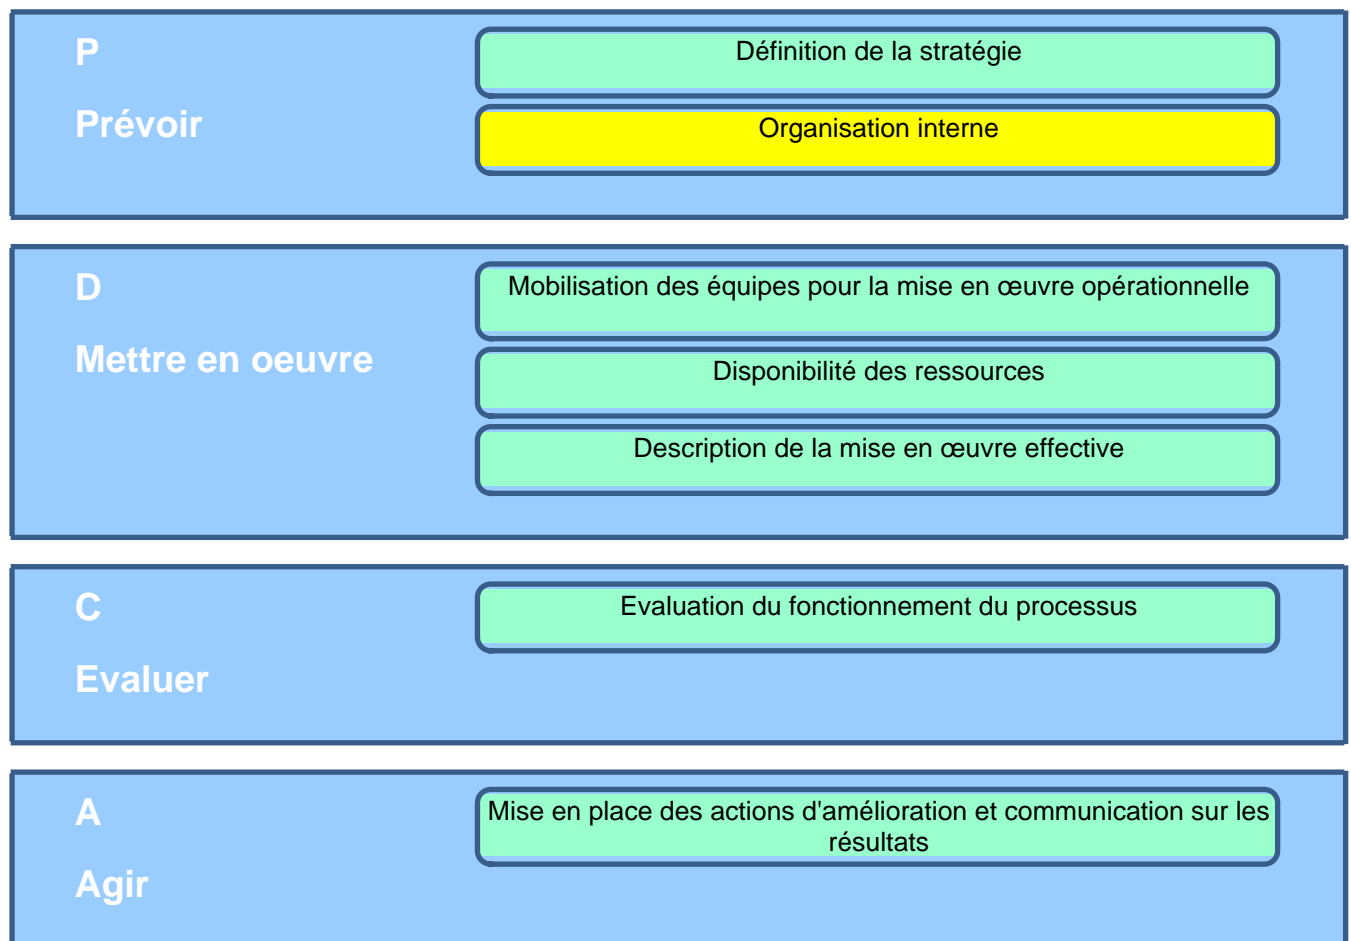 P
Prévoir
Définition de la stratégie
Organisation interne
D
Mettre en oeuvre
Mobilisation des équipes pour la mise en œuvre opérationnelle
Disponibilité des ressources
Description de la mise en œuvre effective
C
Evaluer
Evaluation du fonctionnement du processus
A
Agir
Mise en place des actions d'amélioration et communication sur les
résultats